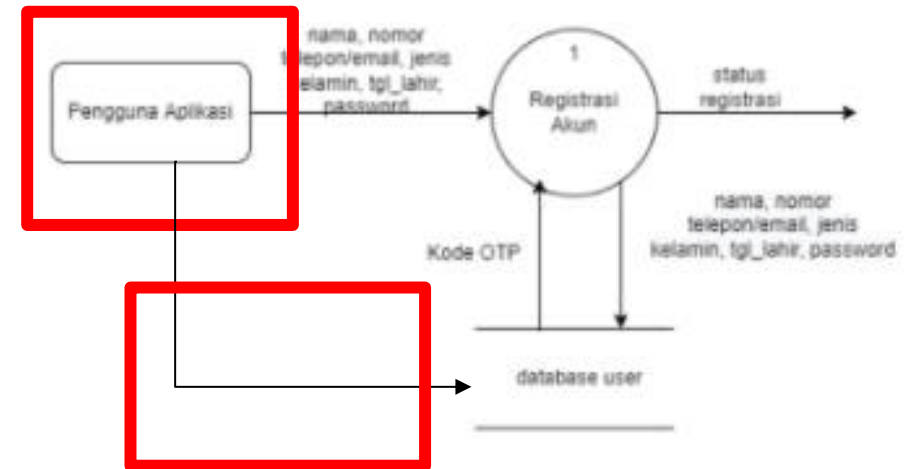 nama, nomor
telepon/email, jenis
kelamin, tgl_lahir,
password
Pengguna Aplikasi
1
Registrasi
Akun
status
registrasi
nama, nomor
telepon/email, jenis
kelamin, tgl_lahir, password
Kode OTP
database user